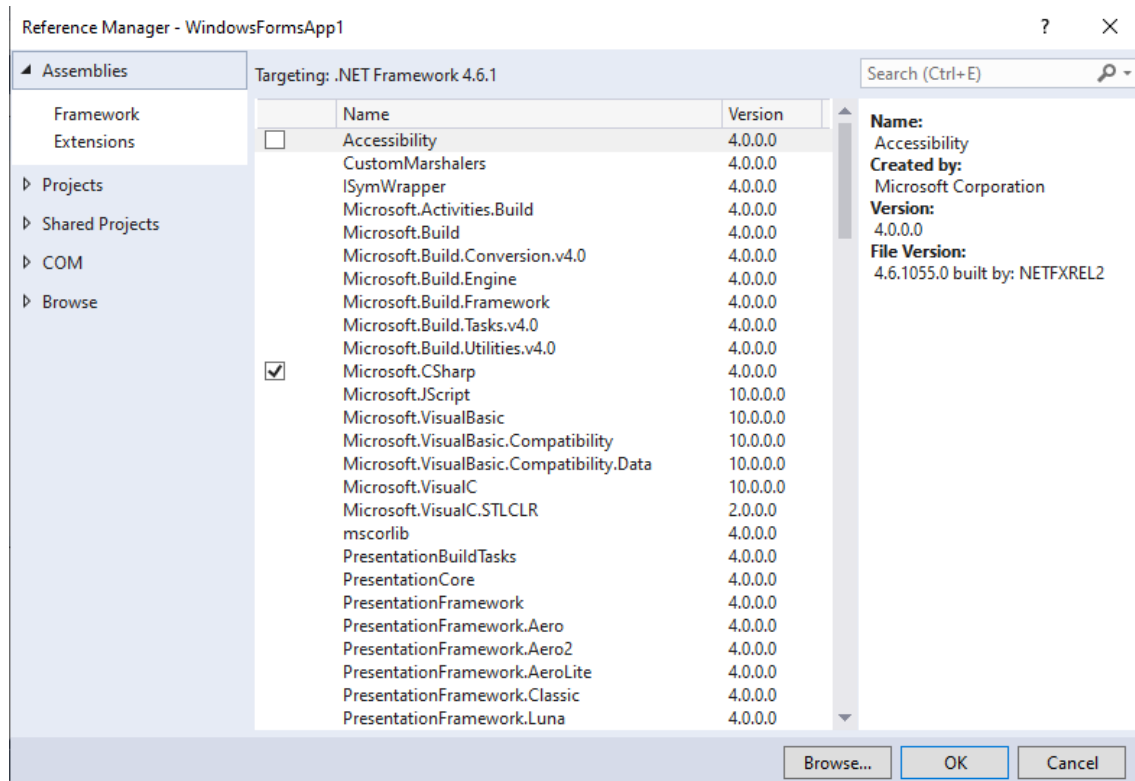 Reference Manager - WindowsFormsApp1 ?
Assemblies
Framework
Extensions
Projects
Shared Projects
COM
Browse
Targeting: .NET Framework 4.6.1
Name Version
Accessibility 4.0.0.0
CustomMarshalers 4.0.0.0
ISymWrapper 4.0.0.0
Microsoft.Activities.Build 4.0.0.0
Microsoft.Build 4.0.0.0
Microsoft.Build.Conversion.v4.0 4.0.0.0
Microsoft.Build.Engine 4.0.0.0
Microsoft.Build.Framework 4.0.0.0
Microsoft.Build.Tasks.v4.0 4.0.0.0
Microsoft.Build.Utilities.v4.0 4.0.0.0
Microsoft.CSharp 4.0.0.0
Microsoft.JScript 10.0.0.0
Microsoft.VisualBasic 10.0.0.0
Microsoft.VisualBasic.Compatibility 10.0.0.0
Microsoft.VisualBasic.Compatibility.Data 10.0.0.0
Microsoft.VisualC 10.0.0.0
Microsoft.VisualC.STLCLR 2.0.0.0
mscorlib 4.0.0.0
PresentationBuildTasks 4.0.0.0
PresentationCore 4.0.0.0
PresentationFramework 4.0.0.0
PresentationFramework.Aero 4.0.0.0
PresentationFramework.Aero2 4.0.0.0
PresentationFramework.AeroLite 4.0.0.0
PresentationFramework.Classic 4.0.0.0
PresentationFramework.Luna 4.0.0.0
Search (Ctrl+E)
Name:
Accessibility
Created by:
Microsoft Corporation
Version:
4.0.0.0
File Version:
4.6.1055.0 built by: NETFXREL2
Browse... OK Cancel